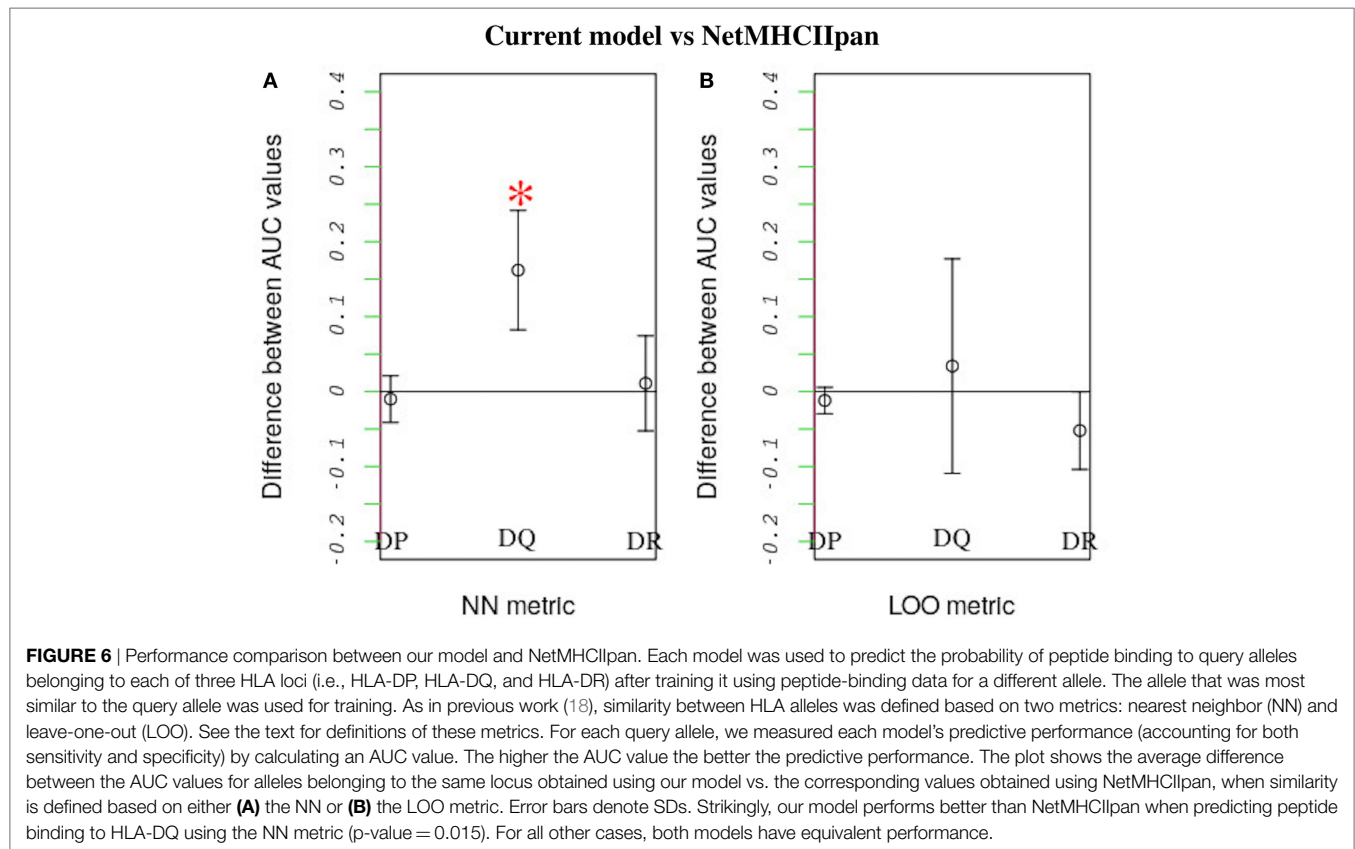 Current model vs NetMHCIIpan
A
B
Difference between AUC values
0.4
0.3
0.2
0.1
0
-0.1
-0.2
*
DP
DQ
DR
NN metric
Difference between AUC values
0.4
0.3
0.2
0.1
0
-0.1
-0.2
DP
DQ
DR
LOO metric
FIGURE 6 | Performance comparison between our model and NetMHCIIpan. Each model was used to predict the probability of peptide binding to query alleles
belonging to each of three HLA loci (i.e., HLA-DP, HLA-DQ, and HLA-DR) after training it using peptide-binding data for a different allele. The allele that was most
similar to the query allele was used for training. As in previous work (18), similarity between HLA alleles was defined based on two metrics: nearest neighbor (NN) and
leave-one-out (LOO). See the text for definitions of these metrics. For each query allele, we measured each model's predictive performance (accounting for both
sensitivity and specificity) by calculating an AUC value. The higher the AUC value the better the predictive performance. The plot shows the average difference
between the AUC values for alleles belonging to the same locus obtained using our model vs. the corresponding values obtained using NetMHCIIpan, when similarity
is defined based on either (A) the NN or (B) the LOO metric. Error bars denote SDs. Strikingly, our model performs better than NetMHCIIpan when predicting peptide
binding to HLA-DQ using the NN metric (p-value = 0.015). For all other cases, both models have equivalent performance.